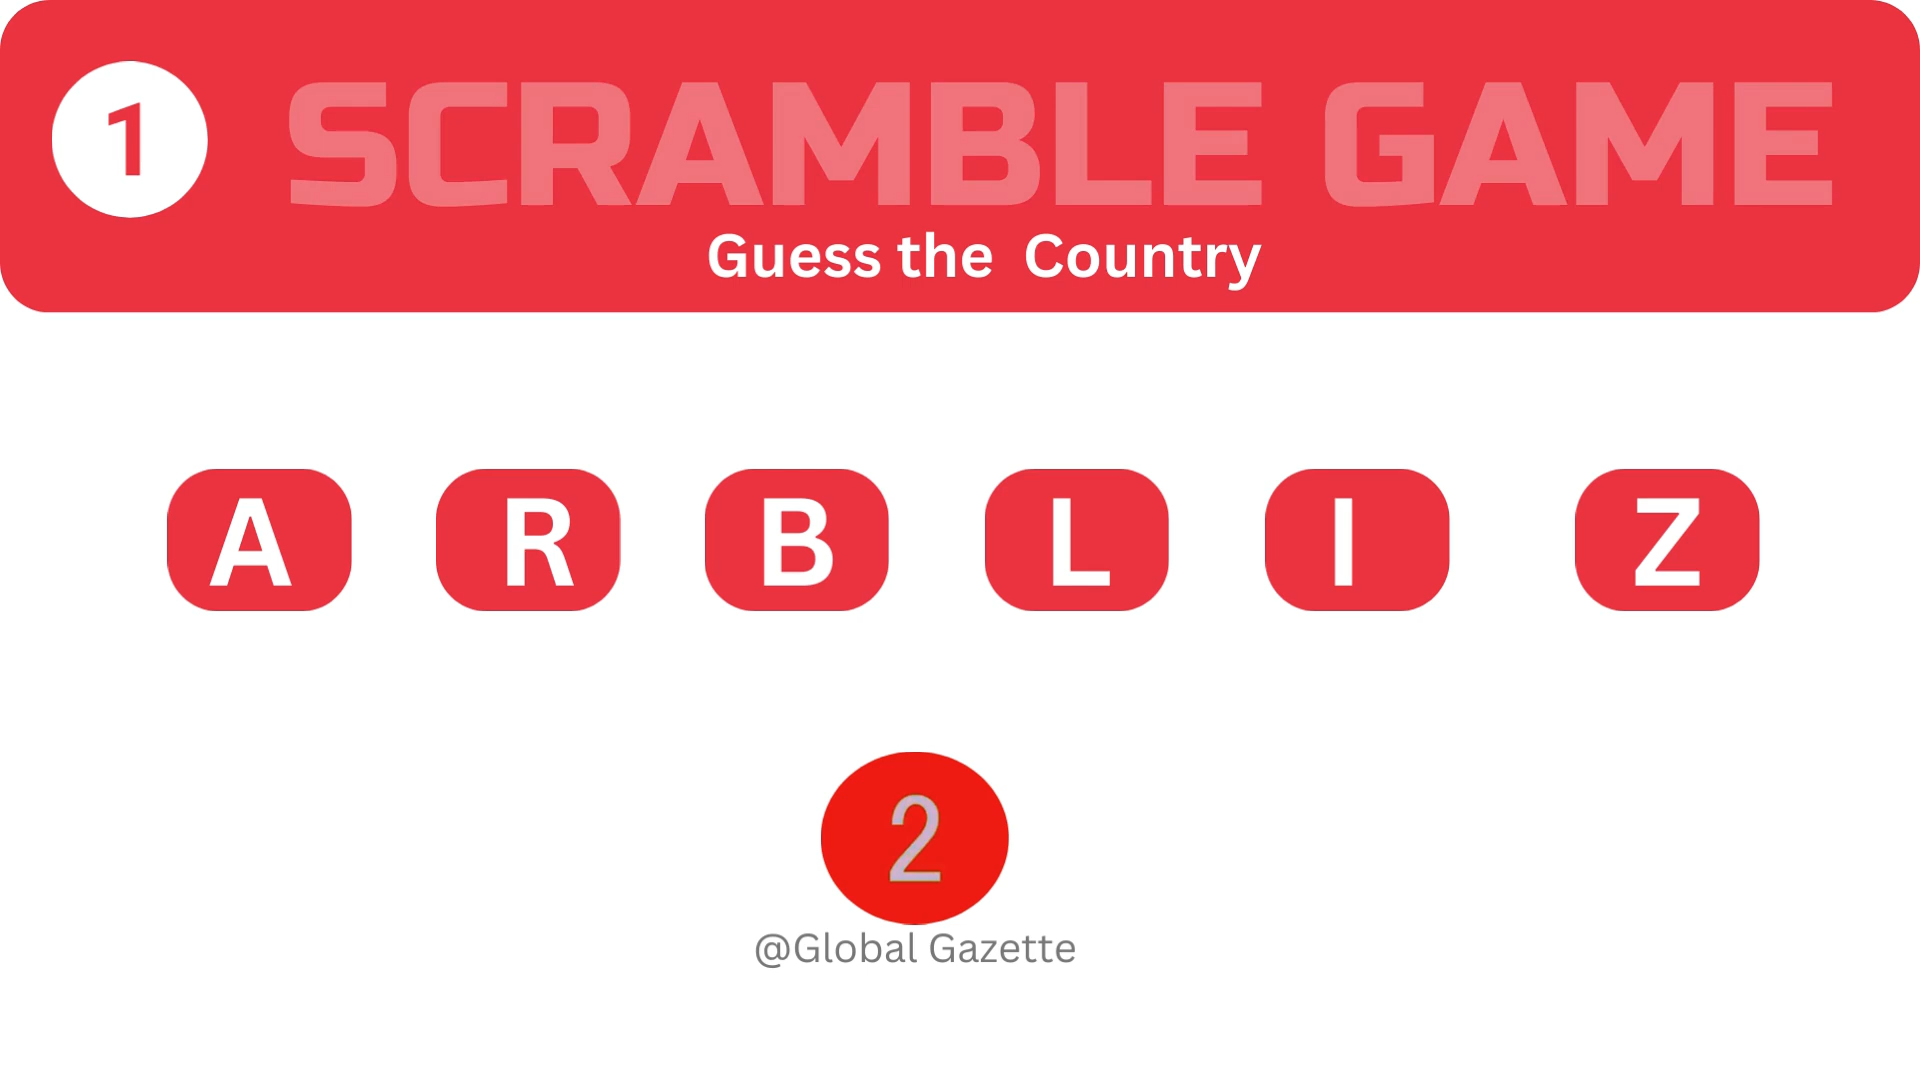 1
SCRAMBLE GAME
Guess the Country
A R B L I Z
2
@Global Gazette